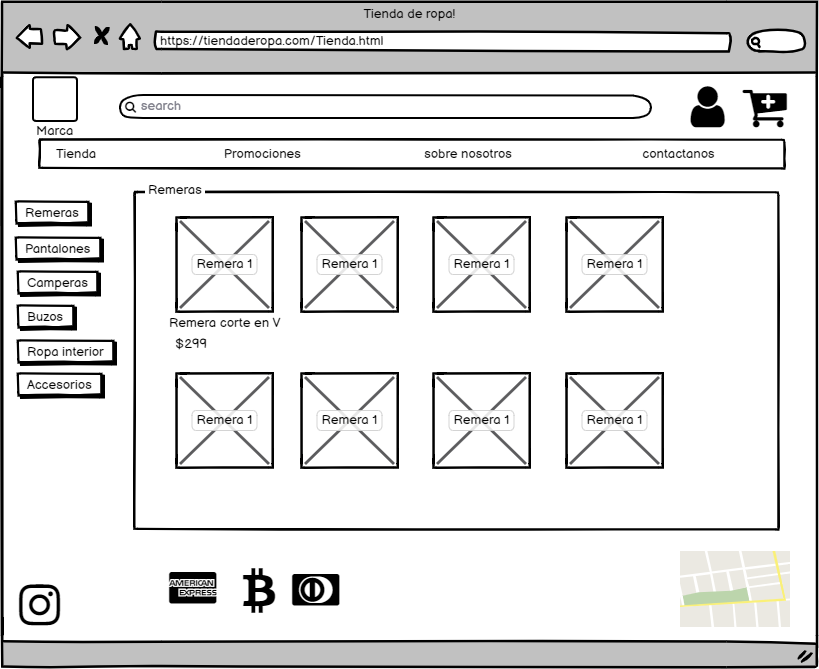 Tienda de ropa!
https://tiendaderopa.com/Tienda.html
search
Marca
Tienda Promociones sobre nosotros contactanos
Remeras
Remeras
Pantalones
Camperas
Buzos
Ropa interior
Accesorios
Remera 1 Remera 1 Remera 1 Remera 1
Remera corte en V
$299
Remera 1 Remera 1 Remera 1 Remera 1
AMERICAN
EXPRESS